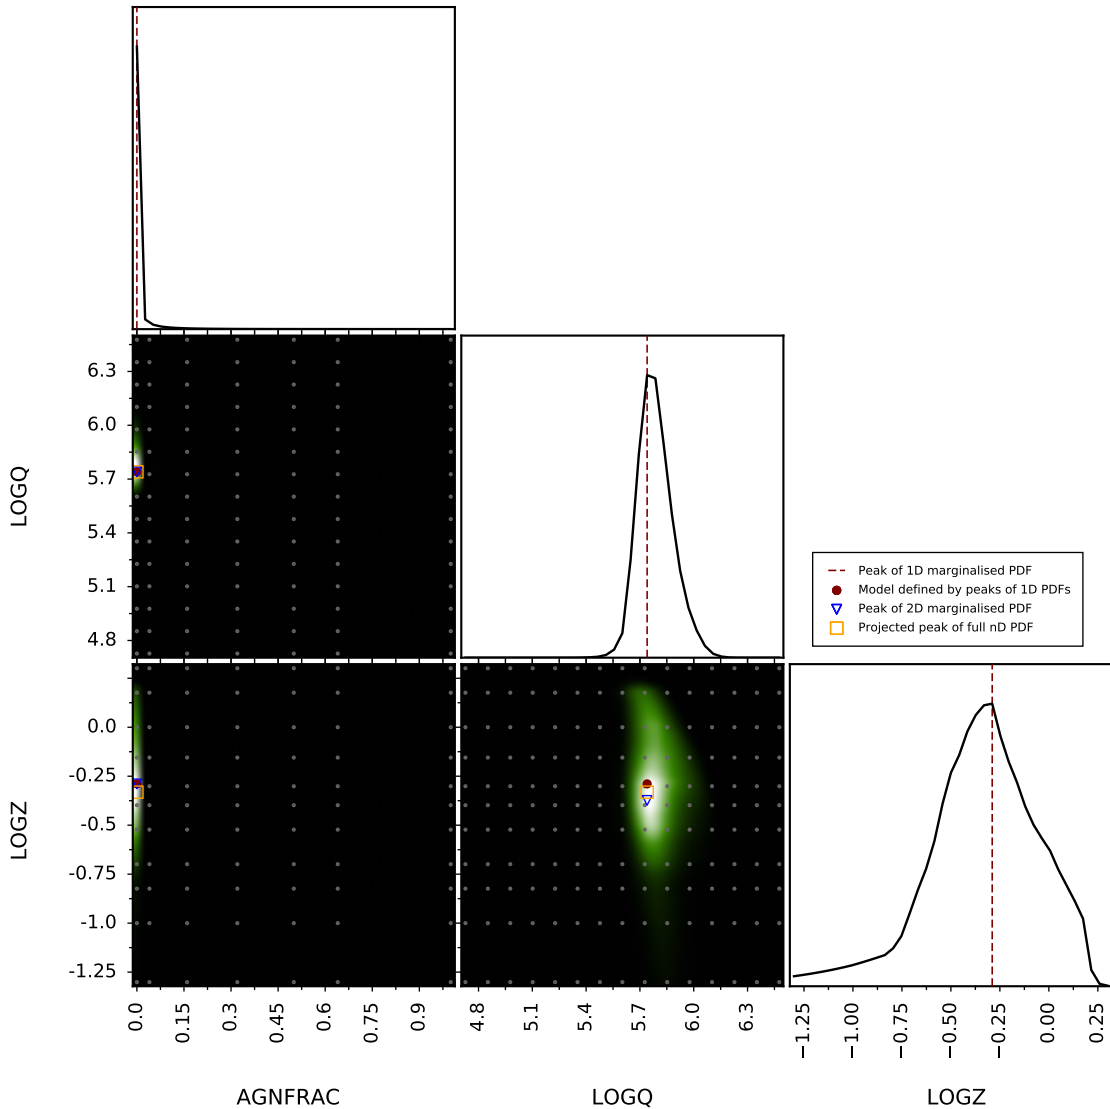 LOGQ
6.3
6.0
5.7
5.4
5.1
4.8
Peak of 1D marginalised PDF
Model defined by peaks of 1D PDFs
Peak of 2D marginalised PDF
Projected peak of full nD PDF
LOGZ
0.0
-0.25
-0.5
-0.75
-1.0
-1.25
0.0 0.15 0.3 0.45 0.6 0.75 0.9
4.8 5.1 5.4 5.7 6.0 6.3
−1.25 −1.00 −0.75 −0.50 −0.25 0.00 0.25
AGNFRAC LOGQ LOGZ